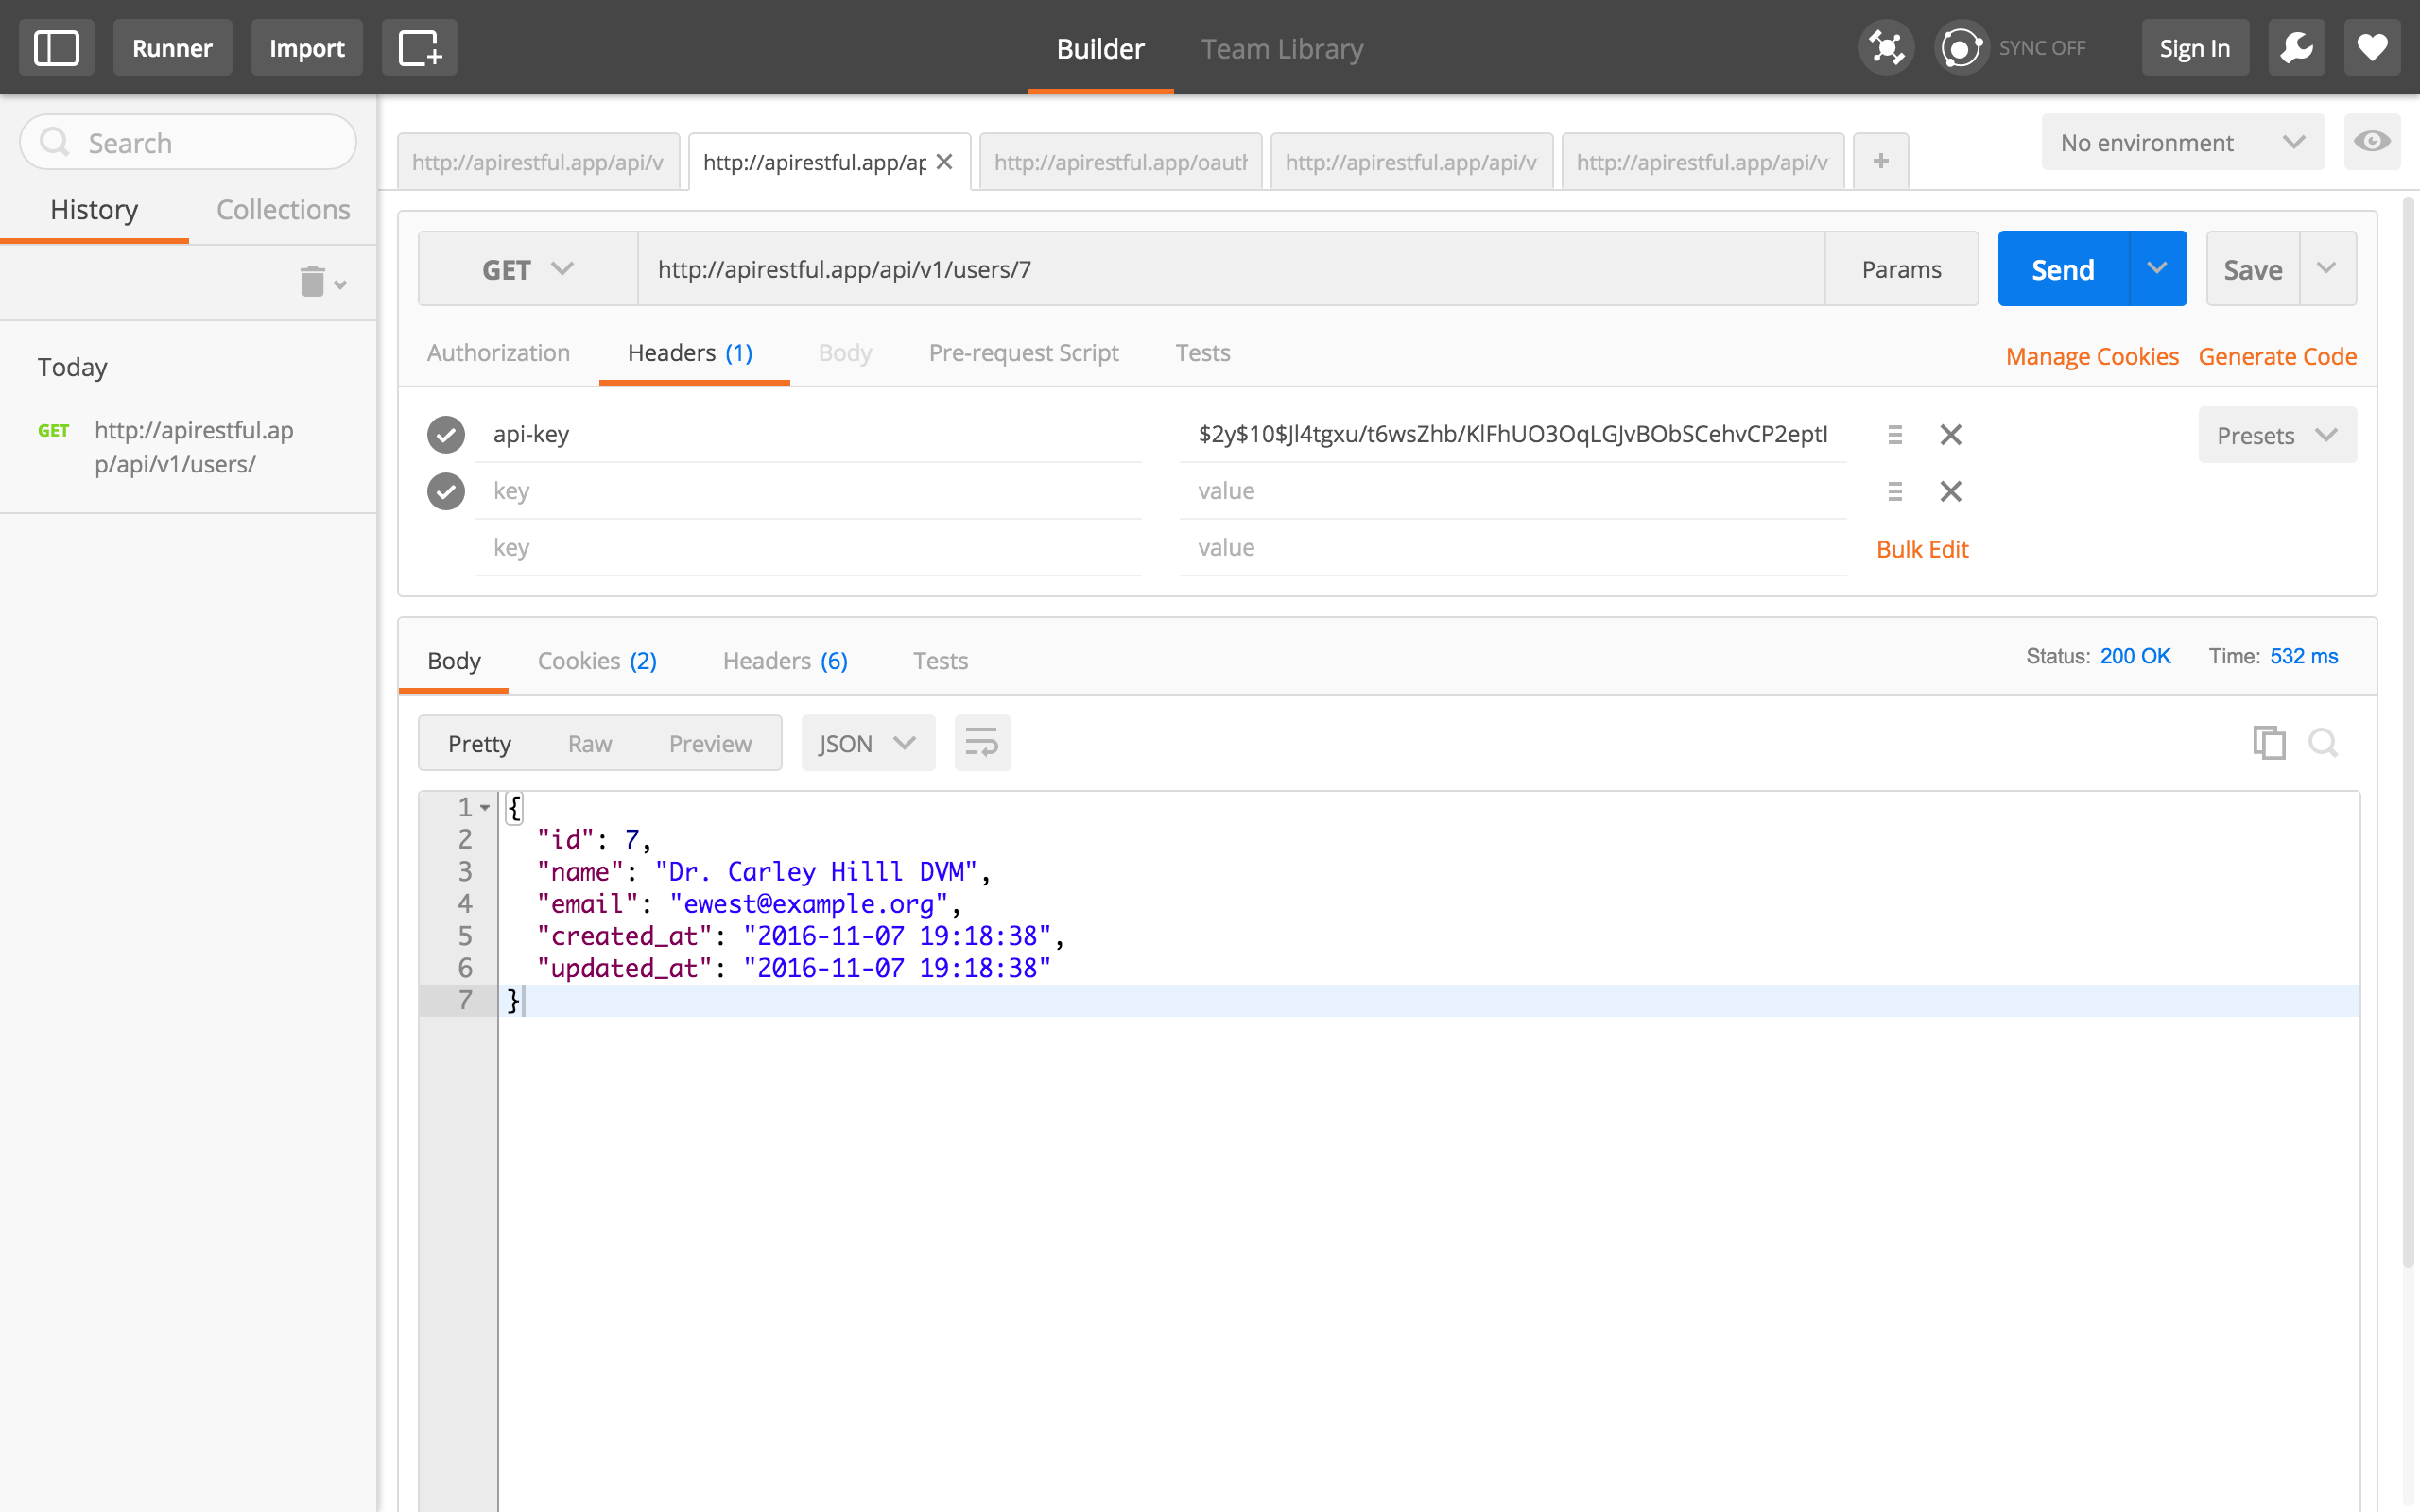 Runner
Import
Builder
Team Library
SYNC OFF
Sign In
Search
History
Collections
Today
GET http://apirestful.ap
p/api/v1/users/
http://apirestful.app/api/v
http://apirestful.app/ap
http://apirestful.app/oauth
http://apirestful.app/api/v
http://apirestful.app/api/v
+
No environment
GET
http://apirestful.app/api/v1/users/7
Params
Send
Save
Authorization
Headers (1)
Body
Pre-request Script
Tests
Manage Cookies
Generate Code
api-key
$2y$10$Jl4tgxu/t6wsZhb/KlFhUO3OqLGJvBObSCehvCP2eptI
Presets
key
value
key
value
Bulk Edit
Body
Cookies (2)
Headers (6)
Tests
Status: 200 OK
Time: 532 ms
Pretty
Raw
Preview
JSON
1 {
2 "id": 7,
3 "name": "Dr. Carley Hilll DVM",
4 "email": "ewest@example.org",
5 "created_at": "2016-11-07 19:18:38",
6 "updated_at": "2016-11-07 19:18:38"
7 }